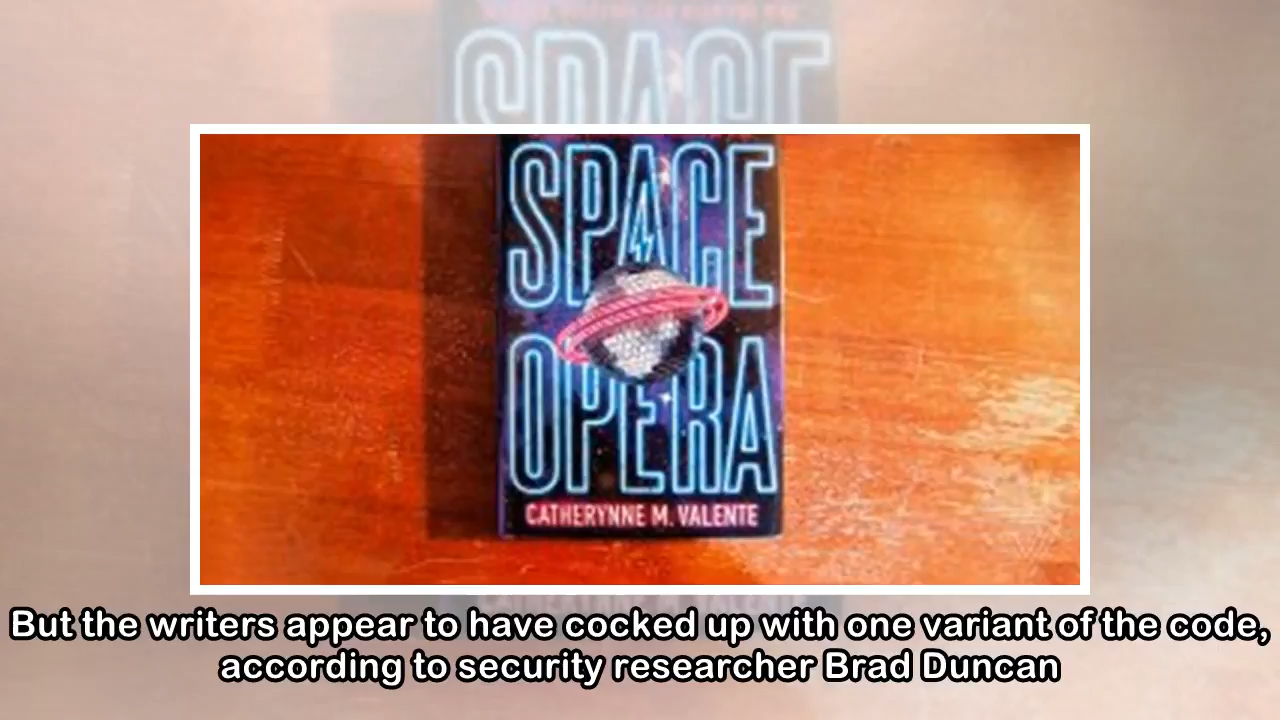 SPACE
SPACE
OPERA
CATHERYNNE M. VALENTE
But the writers appear to have cocked up with one variant of the code,
according to security researcher Brad Duncan